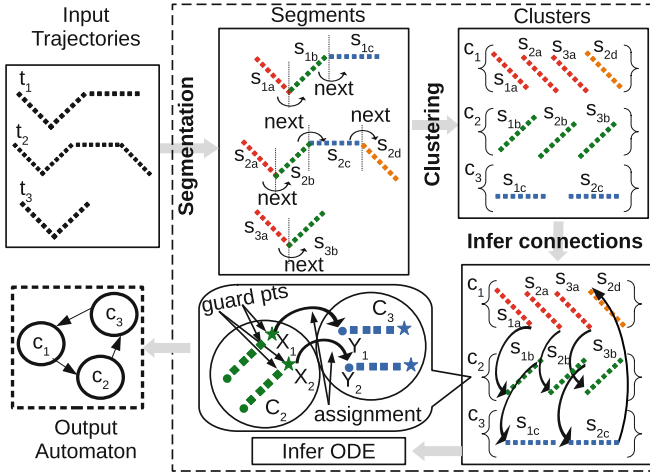 Input
Trajectories
t1
t2
t3
Segmentation
Segments
s1a
s1b
s1c
next
next
next
next
s2a
next
s2b
s2c
s2d
s3a
next
s3b
Clustering
Clusters
c1
s1a
s2a
s3a
s2d
c2
s1b
s2b
s3b
c3
s1c
s2c
Infer connections
c1
s1a
s2a
s3a
s2d
c2
s1b
s2b
s3b
c3
s1c
s2c
guard pts
X1
X2
C2
C3
Y1
Y2
assignment
Infer ODE
c1
c2
c3
Output
Automaton